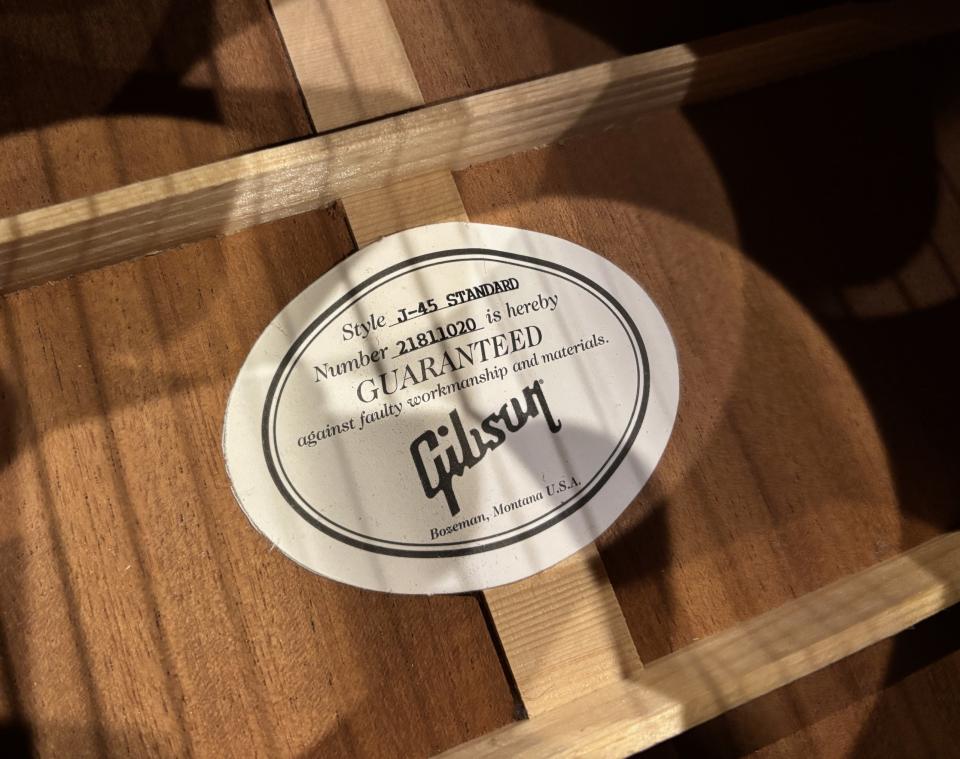 Style J-45 STANDARD
Number 21811020 is hereby
GUARANTEED
against faulty workmanship and materials.
Gibson
Bozeman, Montana U.S.A.